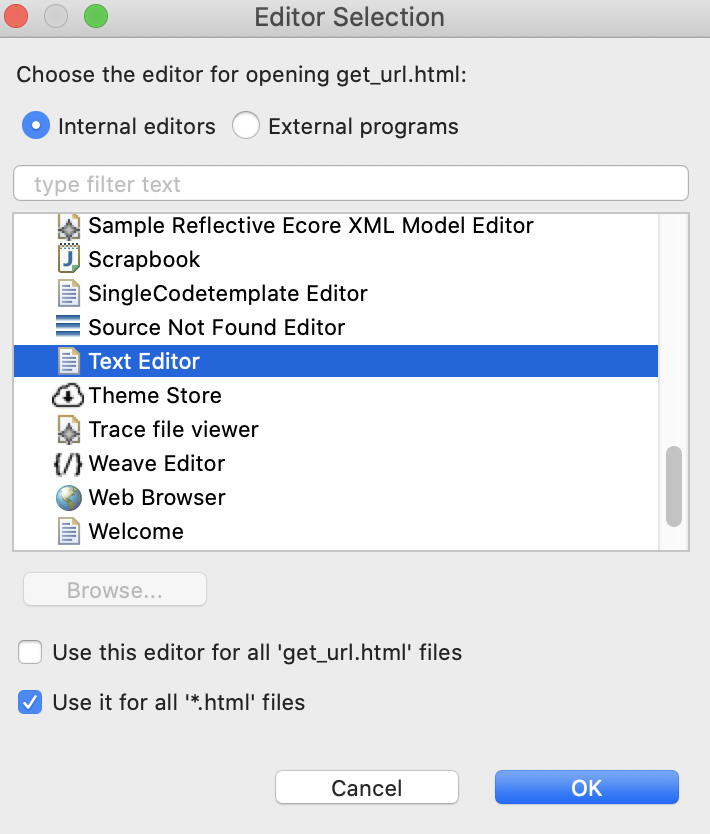 Editor Selection
Choose the editor for opening get_url.html:
Internal editors External programs
type filter text
Sample Reflective Ecore XML Model Editor
Scrapbook
SingleCodetemplate Editor
Source Not Found Editor
Text Editor
Theme Store
Trace file viewer
Weave Editor
Web Browser
Welcome
Browse...
Use this editor for all 'get_url.html' files
Use it for all '*.html' files
Cancel OK